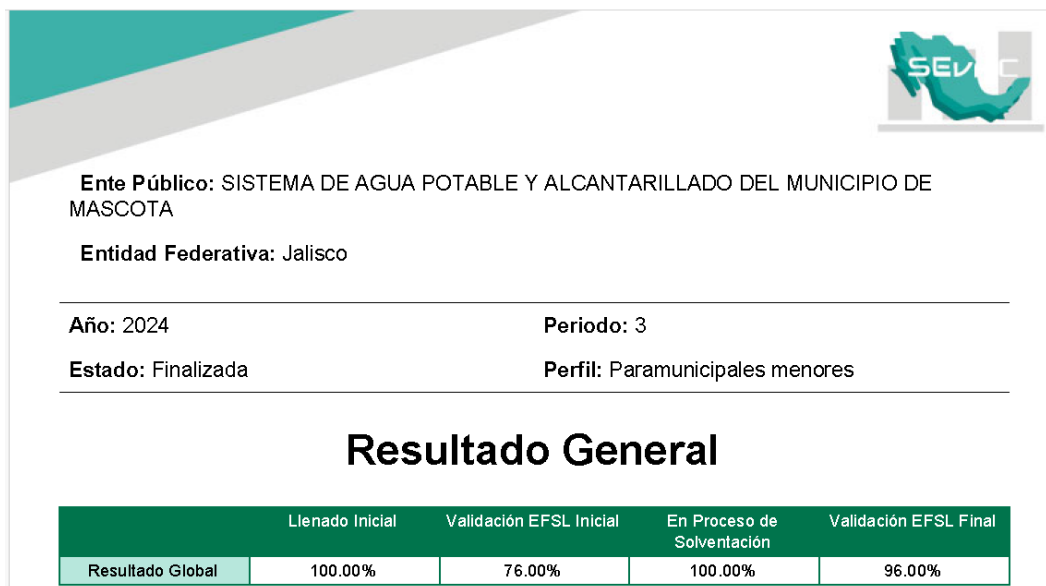 SEv C
Ente Público: SISTEMA DE AGUA POTABLE Y ALCANTARILLADO DEL MUNICIPIO DE
MASCOTA
Entidad Federativa: Jalisco
Año: 2024 Periodo: 3
Estado: Finalizada Perfil: Paramunicipales menores
Resultado General
Llenado Inicial Validación EFSL Inicial En Proceso de Solventación Validación EFSL Final
Resultado Global 100.00% 76.00% 100.00% 96.00%